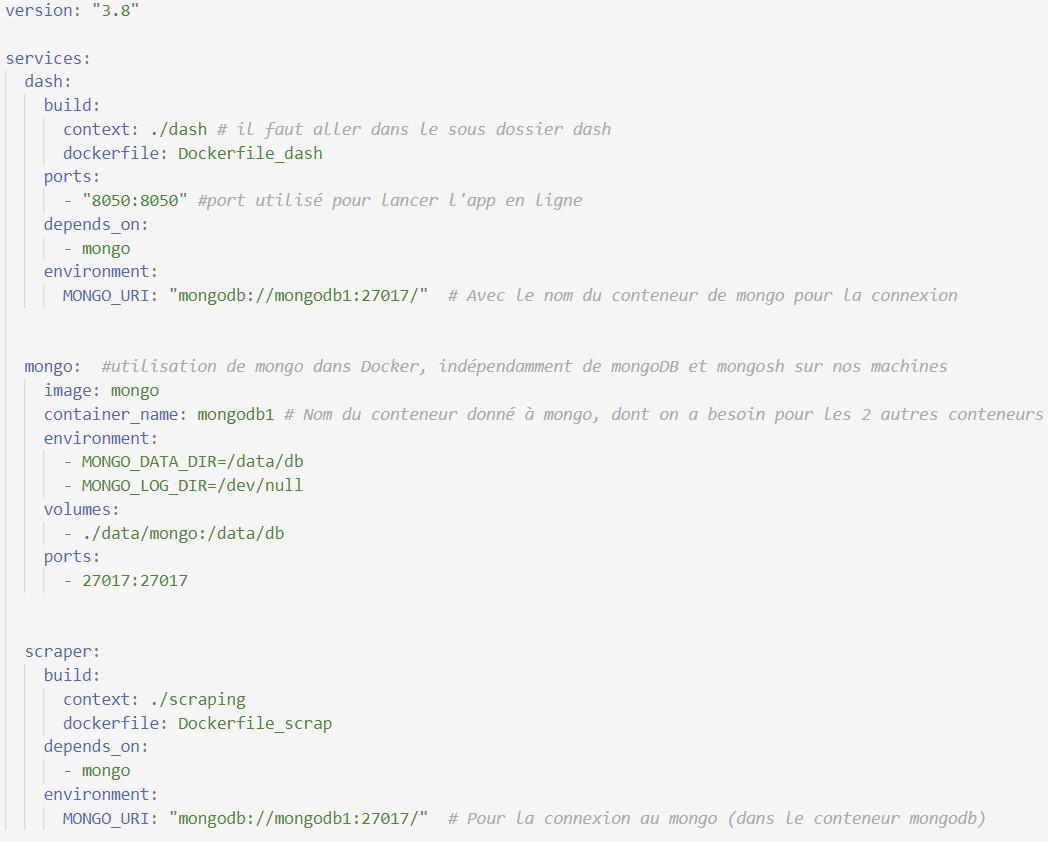 version: "3.8"

services:
  dash:
    build:
      context: ./dash # il faut aller dans le sous dossier dash
      dockerfile: Dockerfile_dash
    ports:
      - "8050:8050" #port utilisé pour lancer l'app en ligne
    depends_on:
      - mongo
    environment:
      MONGO_URI: "mongodb://mongodb1:27017/"  # Avec le nom du conteneur de mongo pour la connexion


  mongo:  #utilisation de mongo dans Docker, indépendamment de mongoDB et mongosh sur nos machines
    image: mongo
    container_name: mongodb1 # Nom du conteneur donné à mongo, dont on a besoin pour les 2 autres conteneurs
    environment:
      - MONGO_DATA_DIR=/data/db
      - MONGO_LOG_DIR=/dev/null
    volumes:
      - ./data/mongo:/data/db
    ports:
      - 27017:27017


  scraper:
    build:
      context: ./scraping
      dockerfile: Dockerfile_scrap
    depends_on:
      - mongo
    environment:
      MONGO_URI: "mongodb://mongodb1:27017/"  # Pour la connexion au mongo (dans le conteneur mongodb)